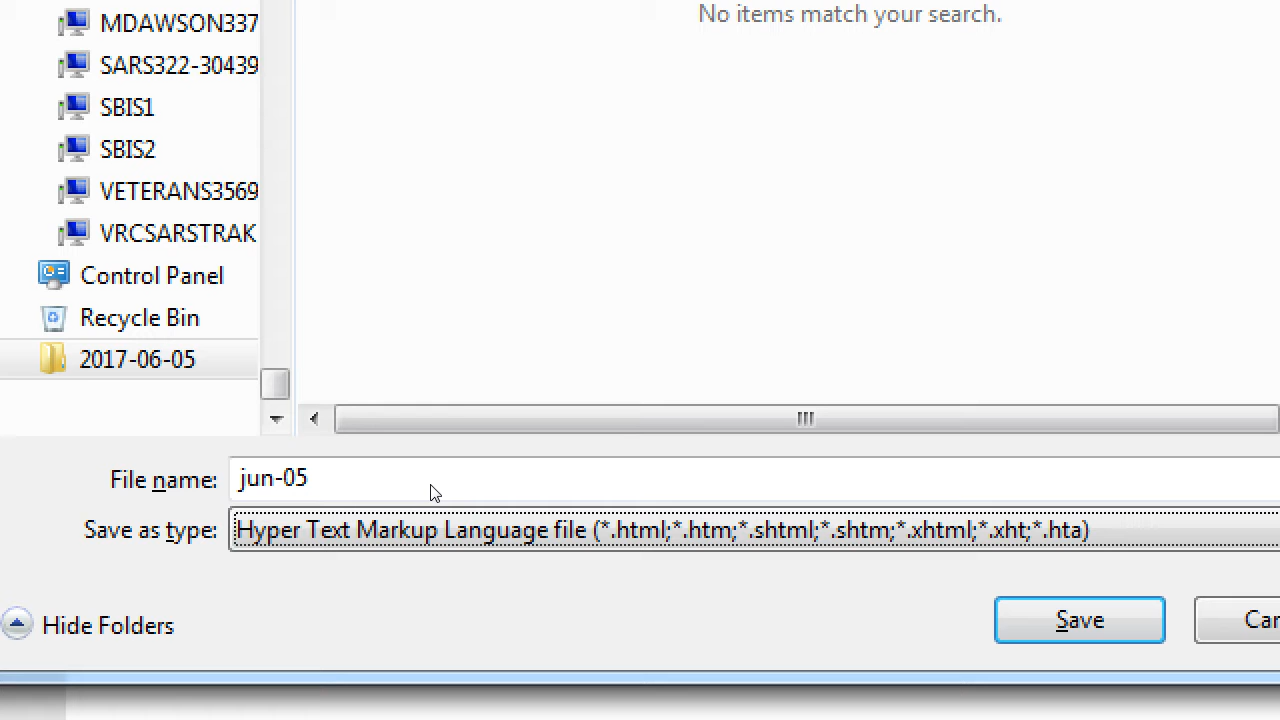 No items match your search.
MDAWSON337
SARS322-30439
SBIS1
SBIS2
VETERANS3569
VRCSARSTRAK
Control Panel
Recycle Bin
2017-06-05
File name: jun-05
Save as type: Hyper Text Markup Language file (*.html;*.htm;*.shtml;*.shtm;*.xhtml;*.xht;*.hta)
Hide Folders
Save
Can